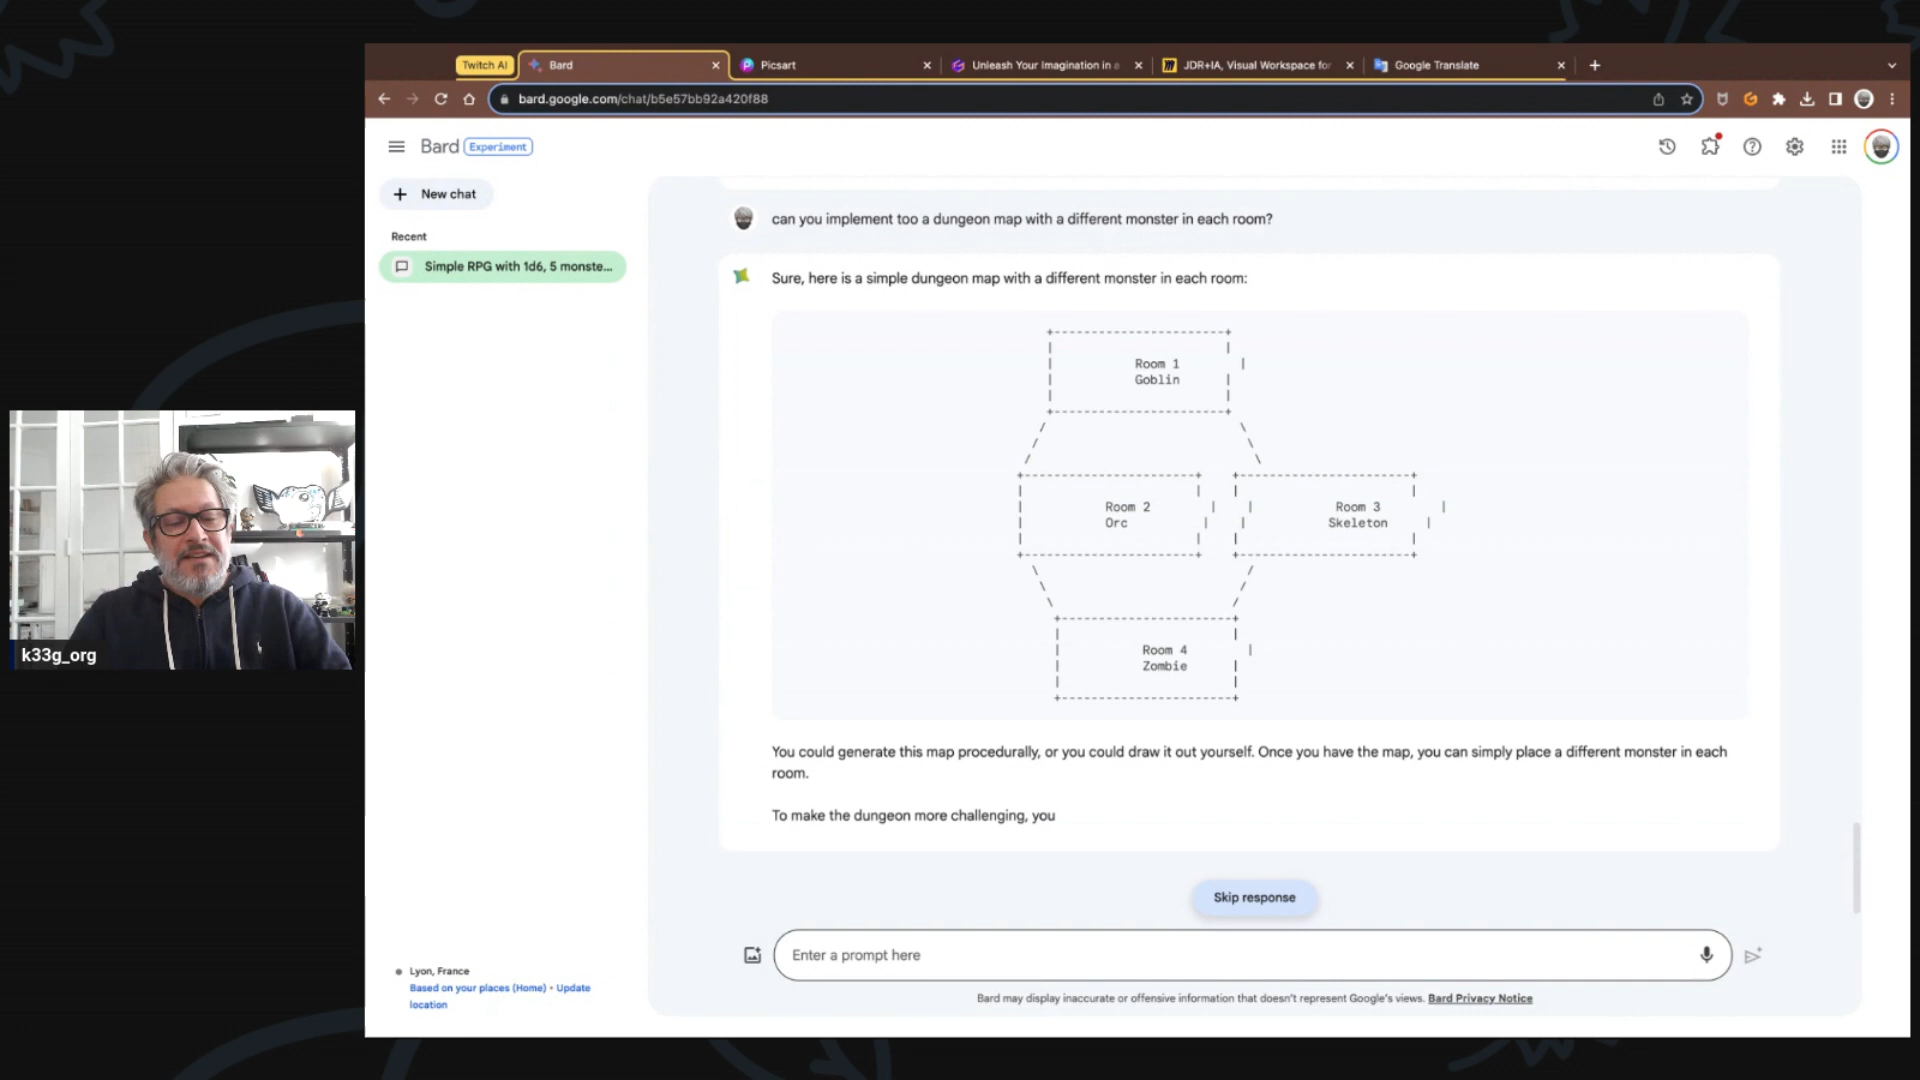 Twitch AI
Bard
Picsart
Unleash Your Imagination in a
JDR+IA, Visual Workspace for
Google Translate
bard.google.com/chat/b5e57bb92a420f88
Bard Experiment
New chat
Recent
Simple RPG with 1d6, 5 monste...
can you implement too a dungeon map with a different monster in each room?
Sure, here is a simple dungeon map with a different monster in each room:
Room 1
Goblin
Room 2
Orc
Room 3
Skeleton
Room 4
Zombie
You could generate this map procedurally, or you could draw it out yourself. Once you have the map, you can simply place a different monster in each
room.
To make the dungeon more challenging, you
Skip response
Enter a prompt here
Bard may display inaccurate or offensive information that doesn't represent Google's views. Bard Privacy Notice
Lyon, France
Based on your places (Home) • Update
location
k33g_org